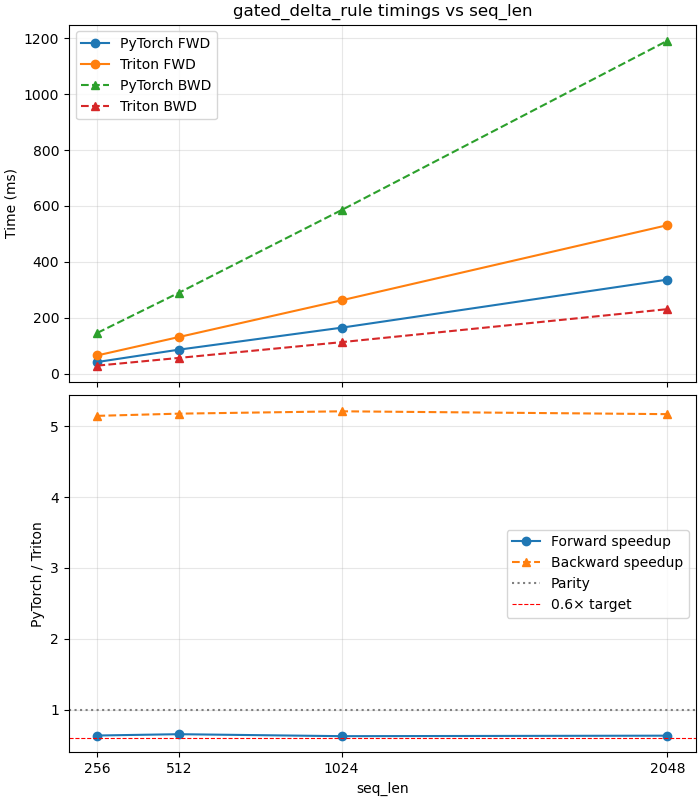 gated_delta_rule timings vs seq_len
PyTorch FWD
Triton FWD
PyTorch BWD
Triton BWD
1200
1000
800
600
400
200
0
Time (ms)
5
4
3
2
1
PyTorch / Triton
Forward speedup
Backward speedup
Parity
0.6× target
256
512
1024
2048
seq_len